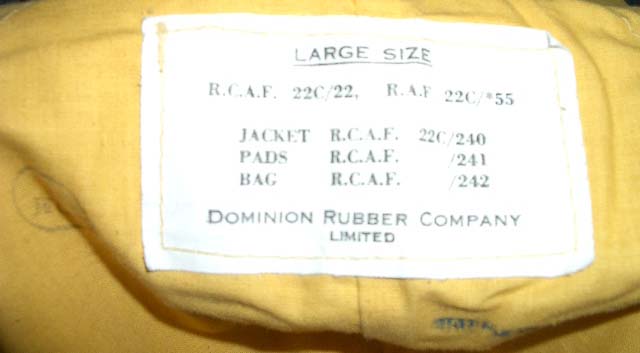 LARGE SIZE
R.C.A.F. 22C/22, R.A.F 22C/*55
JACKET R.C.A.F. 22C/240
PADS R.C.A.F. /241
BAG R.C.A.F. /242
DOMINION RUBBER COMPANY
LIMITED